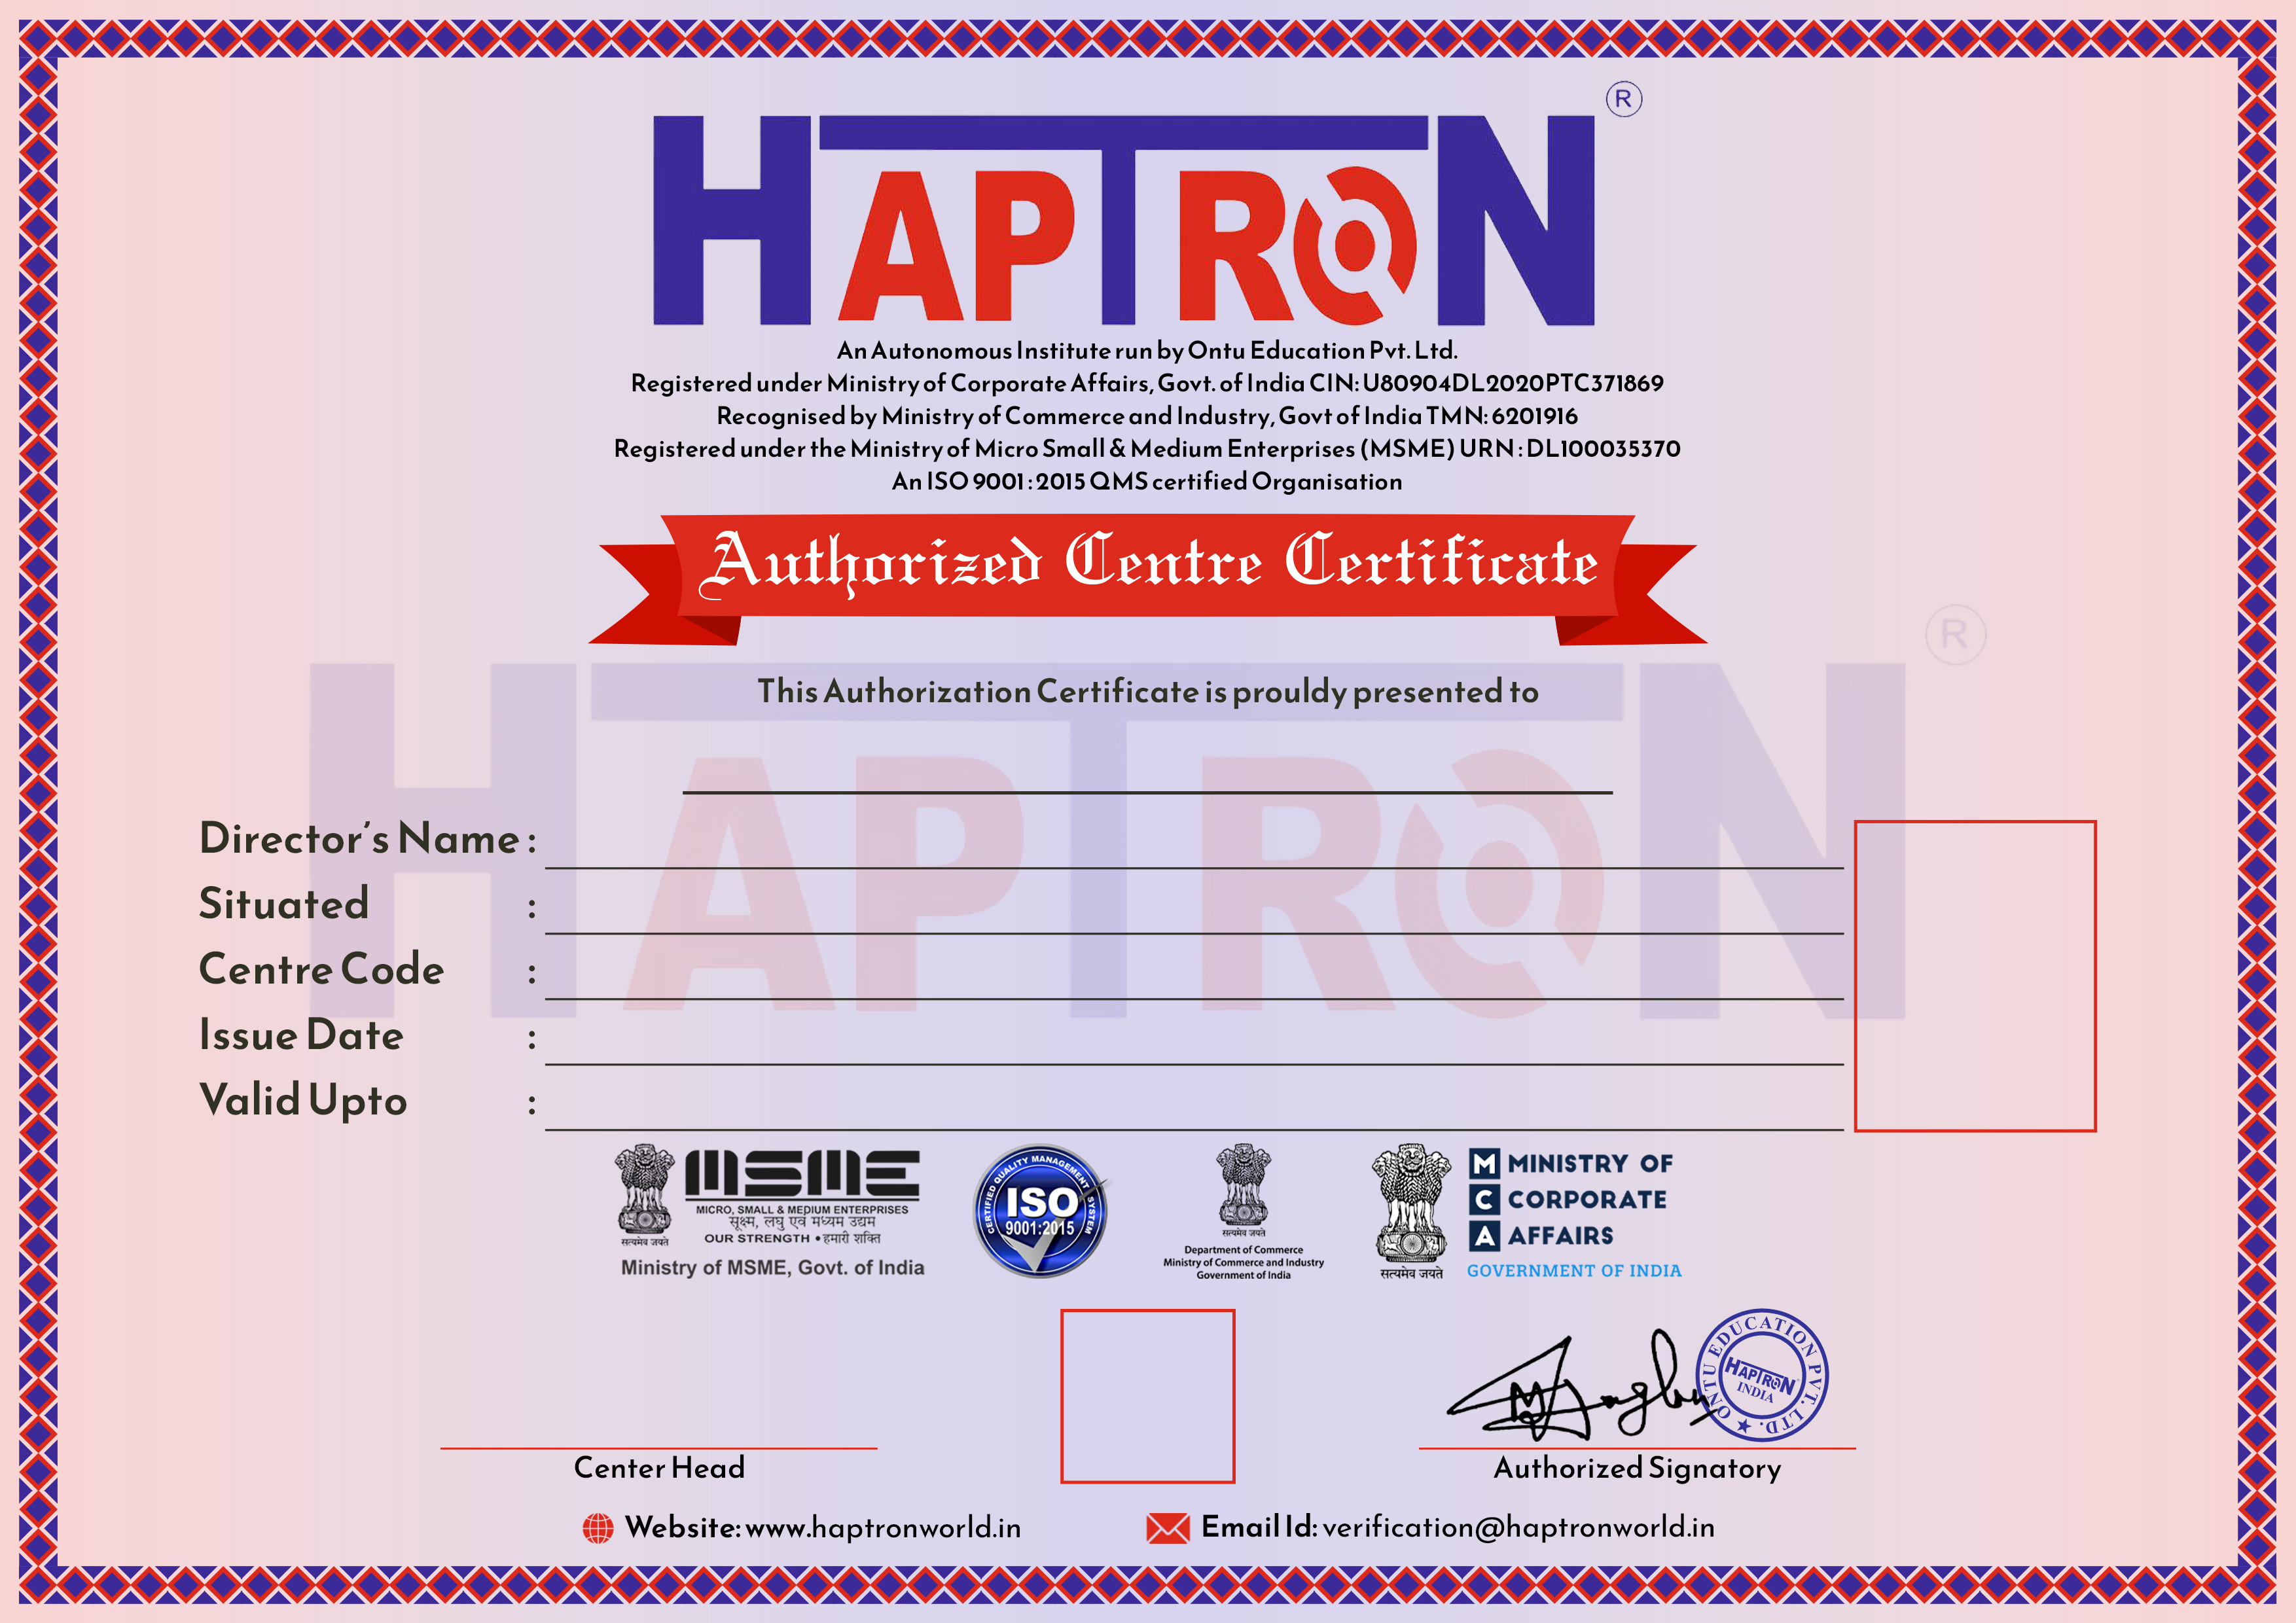 HAPTRON ®
An Autonomous Institute run by Ontu Education Pvt. Ltd.
Registered under Ministry of Corporate Affairs, Govt. of India CIN: U80904DL2020PTC371869
Recognised by Ministry of Commerce and Industry, Govt of India TMN: 6201916
Registered under the Ministry of Micro Small & Medium Enterprises (MSME) URN : DL100035370
An ISO 9001 : 2015 QMS certified Organisation
Authorized Centre Certificate
HAPTRON ®
This Authorization Certificate is prouldy presented to
Director's Name :
Situated :
Centre Code :
Issue Date :
Valid Upto :
सत्यमेव जयते
MSME
MICRO, SMALL & MEDIUM ENTERPRISES
सूक्ष्म, लघु एवं मध्यम उद्यम
OUR STRENGTH • हमारी शक्ति
Ministry of MSME, Govt. of India
CERTIFIED QUALITY MANAGEMENT SYSTEM
ISO
9001:2015
सत्यमेव जयते
Department of Commerce
Ministry of Commerce and Industry
Government of India
सत्यमेव जयते
M MINISTRY OF
C CORPORATE
A AFFAIRS
GOVERNMENT OF INDIA
ONTU EDUCATION PVT. LTD. ★
HAPTRON
INDIA
Center Head
Authorized Signatory
Website: www.haptronworld.in
Email Id: verification@haptronworld.in